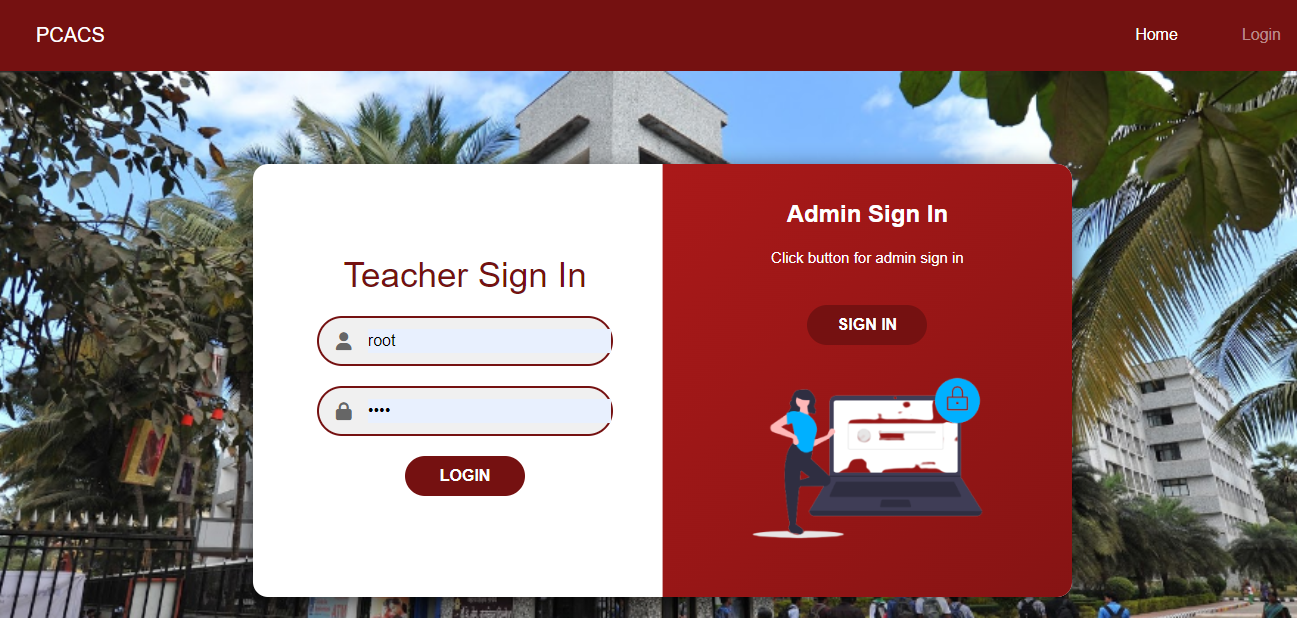 PCACS
Home
Login
Teacher Sign In
root
••••
LOGIN
Admin Sign In
Click button for admin sign in
SIGN IN